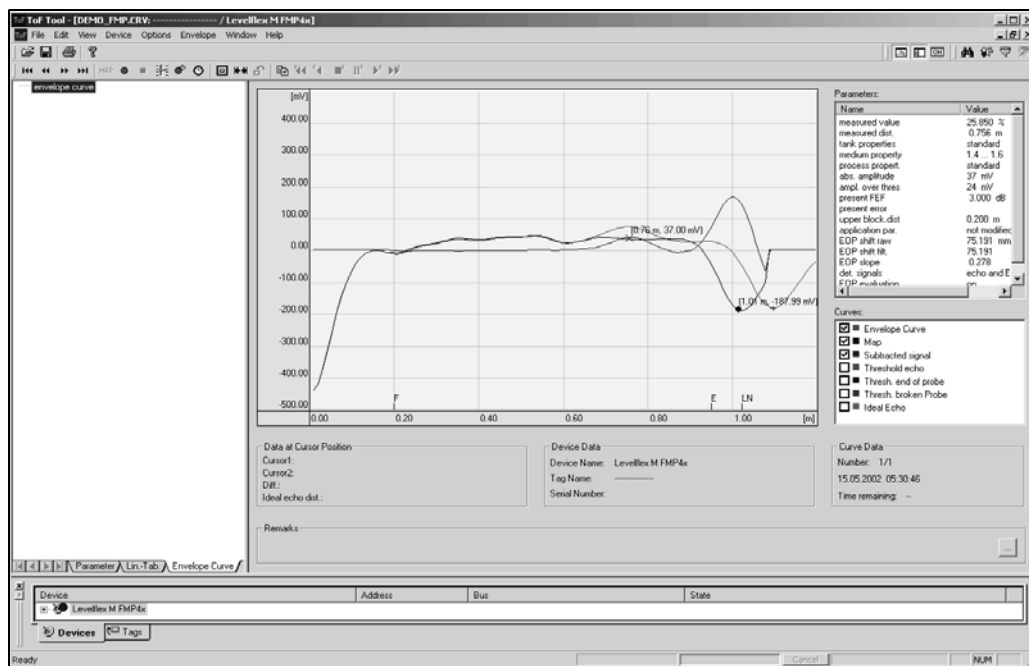 ToF Tool - [DEMO_FMP.CRV: --------------- / Levelflex M FMP4x]
File Edit View Device Options Envelope Window Help
MAP
envelope curve
[mV]
400.00
300.00
200.00
100.00
0.00
-100.00
-200.00
-300.00
-400.00
-500.00
[0.76 m, 37.00 mV)
[1.01 m, -187.99 mV)
F E LN
0.00 0.20 0.40 0.60 0.80 1.00 [m]
Parameters:
Name Value
measured value 25.850 %
measured dist. 0.756 m
tank properties standard
medium property 1.4 ... 1.6
process propert. standard
abs. amplitude 37 mV
ampl. over thres 24 mV
present FEF 3.000 dB
present error
upper block.dist 0.200 m
application par. not modified
EOP shift raw 75.191 mm
EOP shift filt. 75.191
EOP slope 0.278
det. signals echo and E
EOP evaluation on
Curves:
Envelope Curve
Map
Subtracted signal
Threshold echo
Thresh. end of probe
Thresh. broken Probe
Ideal Echo
Data at Cursor Position
Cursor1:
Cursor2:
Diff.:
Ideal echo dist.:
Device Data
Device Name: Levelflex M FMP4x
Tag Name: --------------
Serial Number:
Curve Data
Number: 1/1
15.05.2002 05:30:46
Time remaining: --
Remarks
...
Parameter Lin.-Tab. Envelope Curve
Device Address Bus State
Levelflex M FMP4x
Devices Tags
Ready Cancel NUM